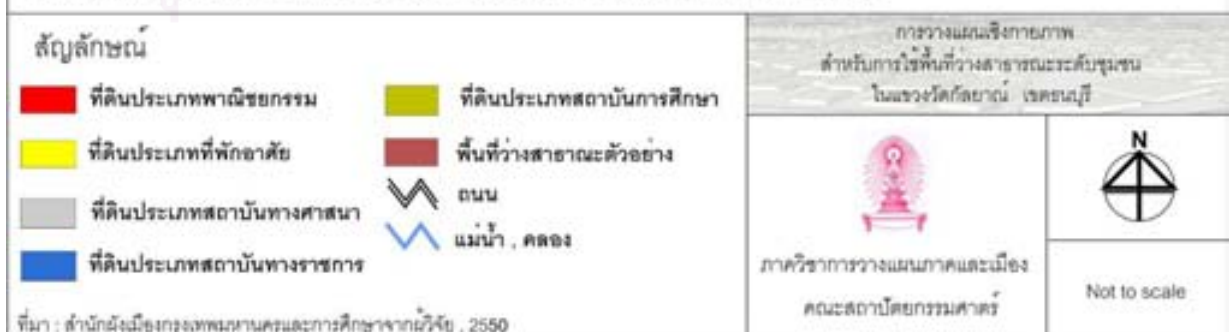 สัญลักษณ์
ที่ดินประเภทพาณิชยกรรม
ที่ดินประเภทที่พักอาศัย
ที่ดินประเภทสถาบันทางศาสนา
ที่ดินประเภทสถาบันทางราชการ
ที่ดินประเภทสถาบันการศึกษา
พื้นที่ว่างสาธาณะตัวอย่าง
ถนน
แม่น้ำ , คลอง
ที่มา : สำนักผังเมืองกรุงเทพมหานครและการศึกษาจากผู้วิจัย , 2550
การวางแผนเชิงกายภาพ
สำหรับการใช้พื้นที่ว่างสาธารณะระดับชุมชน
ในแขวงวัดกัลยาณ์ เขตธนบุรี
ภาควิชาการวางแผนภาคและเมือง
คณะสถาปัตยกรรมศาตร์
N
Not to scale